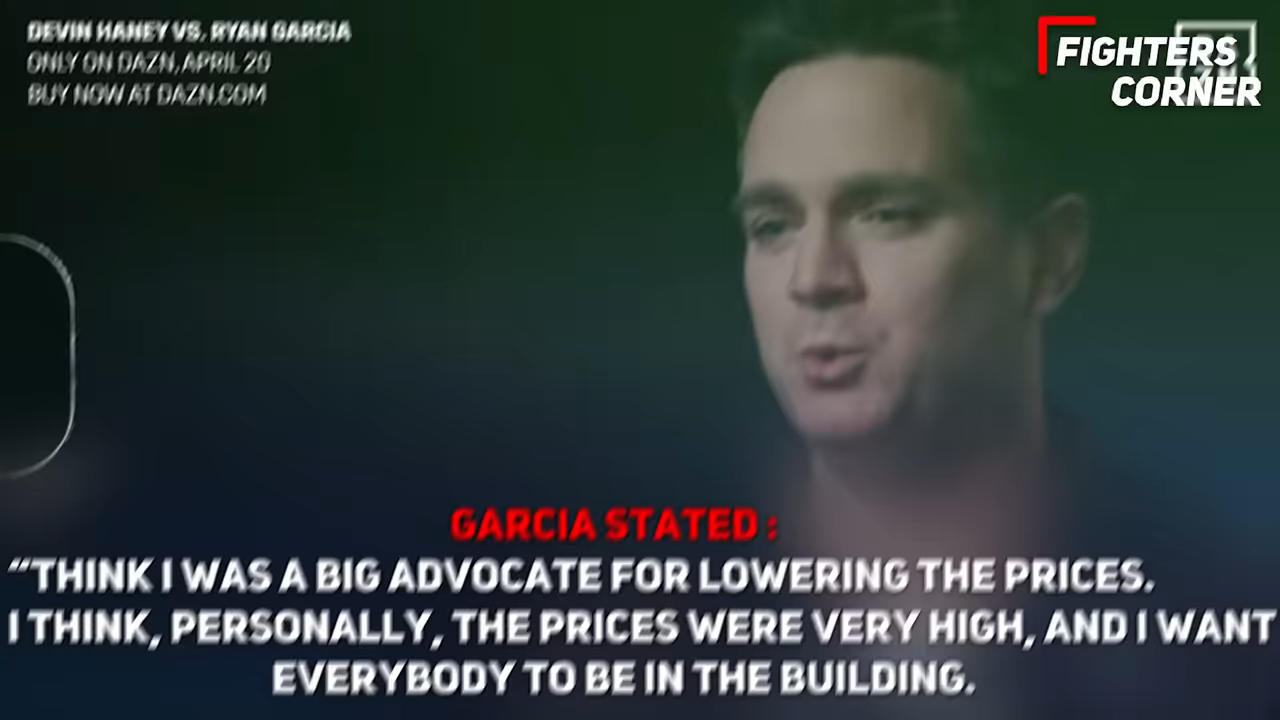 DEVIN HANEY VS. RYAN GARCIA
ONLY ON DAZN, APRIL 20
BUY NOW AT DAZN.COM
FIGHTERS
CORNER
GARCIA STATED :
“THINK I WAS A BIG ADVOCATE FOR LOWERING THE PRICES.
I THINK, PERSONALLY, THE PRICES WERE VERY HIGH, AND I WANT
EVERYBODY TO BE IN THE BUILDING.